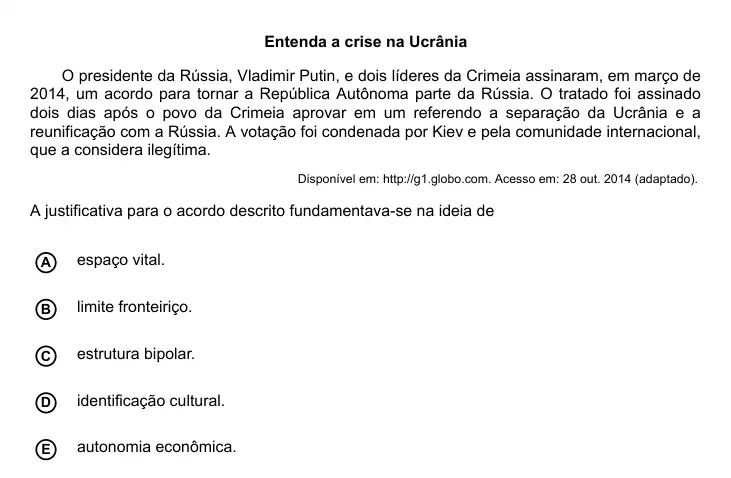 Entenda a crise na Ucrânia
O presidente da Rússia, Vladimir Putin, e dois líderes da Crimeia assinaram, em março de
2014, um acordo para tornar a República Autônoma parte da Rússia. O tratado foi assinado
dois dias após o povo da Crimeia aprovar em um referendo a separação da Ucrânia e a
reunificação com a Rússia. A votação foi condenada por Kiev e pela comunidade internacional,
que a considera ilegítima.
Disponível em: http://g1.globo.com. Acesso em: 28 out. 2014 (adaptado).
A justificativa para o acordo descrito fundamentava-se na ideia de
A espaço vital.
B limite fronteiriço.
C estrutura bipolar.
D identificação cultural.
E autonomia econômica.